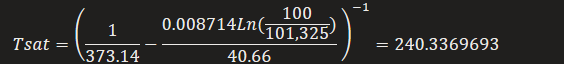 Tsat = (1/373.14 − 0.008714Ln(100/101,325)/40.66)^−1 = 240.3369693